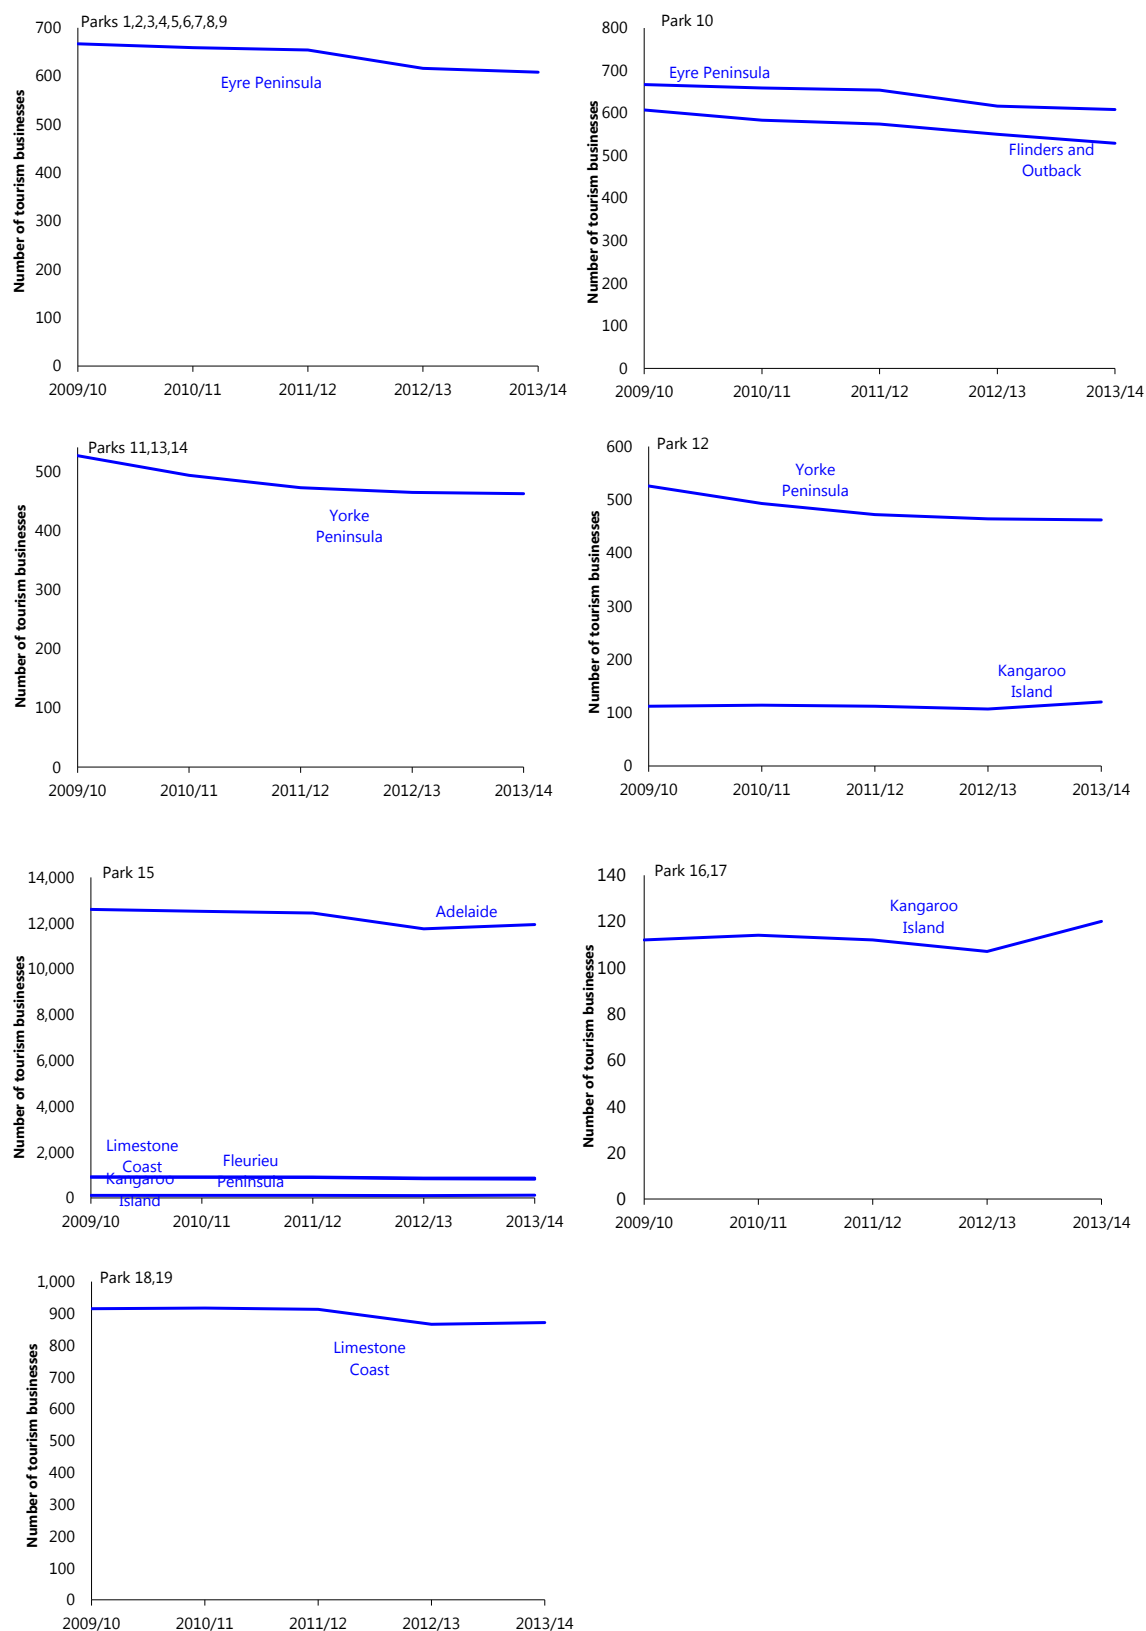 Parks 1,2,3,4,5,6,7,8,9
Number of tourism businesses
700
600
500
400
300
200
100
0
Eyre Peninsula
2009/10 2010/11 2011/12 2012/13 2013/14
Park 10
Number of tourism businesses
800
700
600
500
400
300
200
100
0
Eyre Peninsula
Flinders and
Outback
2009/10 2010/11 2011/12 2012/13 2013/14
Parks 11,13,14
Number of tourism businesses
500
400
300
200
100
0
Yorke
Peninsula
2009/10 2010/11 2011/12 2012/13 2013/14
Park 12
Number of tourism businesses
600
500
400
300
200
100
0
Yorke
Peninsula
Kangaroo
Island
2009/10 2010/11 2011/12 2012/13 2013/14
Park 15
Number of tourism businesses
14,000
12,000
10,000
8,000
6,000
4,000
2,000
0
Adelaide
Limestone
Coast
Kangaroo
Island
Fleurieu
Peninsula
2009/10 2010/11 2011/12 2012/13 2013/14
Park 16,17
Number of tourism businesses
140
120
100
80
60
40
20
0
Kangaroo
Island
2009/10 2010/11 2011/12 2012/13 2013/14
Park 18,19
Number of tourism businesses
1,000
900
800
700
600
500
400
300
200
100
0
Limestone
Coast
2009/10 2010/11 2011/12 2012/13 2013/14